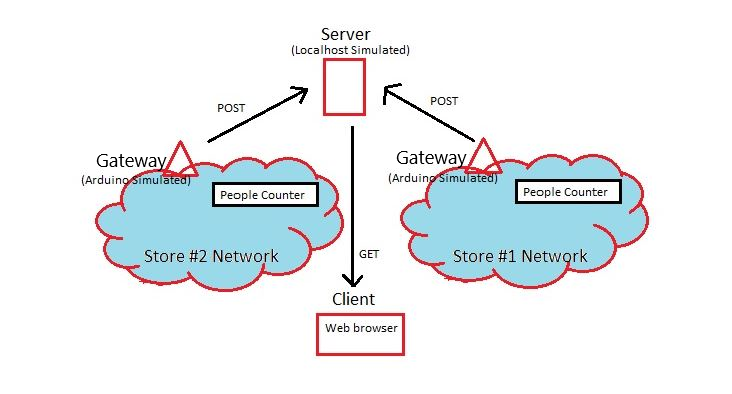 Server
(Localhost Simulated)
POST
POST
Gateway
(Arduino Simulated)
People Counter
Store #2 Network
Gateway
(Arduino Simulated)
People Counter
Store #1 Network
GET
Client
Web browser